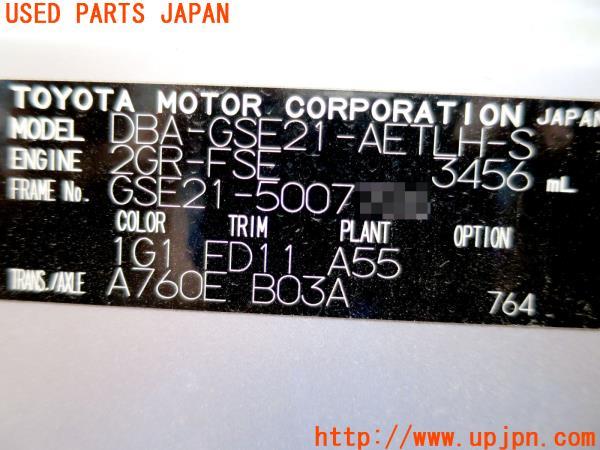 USED PARTS JAPAN
TOYOTA MOTOR CORPORATION JAPAN
MODEL DBA-GSE21-AETLH-S
ENGINE 2GR-FSE 3456 mL
FRAME No. GSE21-5007
COLOR TRIM PLANT OPTION
1G1 FD11 A55
TRANS./AXLE A760E B03A 764
http://www.upjpn.com